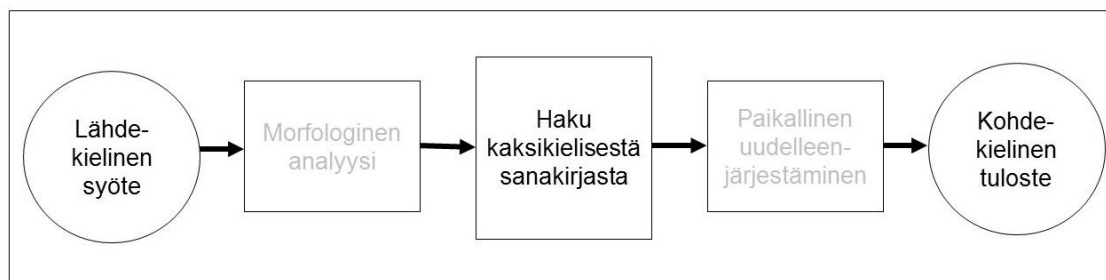 Lähde-
kielinen
syöte
Morfologinen
analyysi
Haku
kaksikielisestä
sanakirjasta
Paikallinen
uudelleen-
järjestäminen
Kohde-
kielinen
tuloste